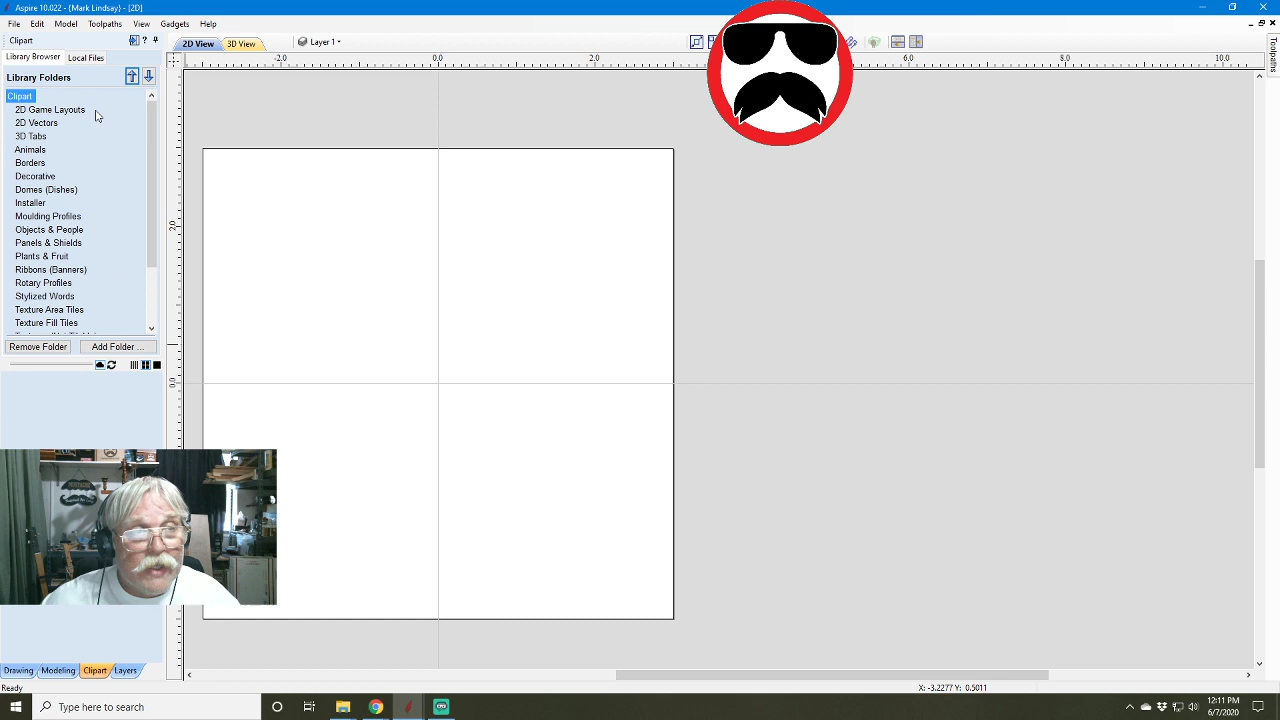 Aspire 10.022 - (Mark Lindsay) - [2D]
File Edit Model Toolpaths View Gadgets Help
Clipart
2D View 3D View Layer 1
Library Browser Local Files
Library Folders
-2.0 0.0 2.0 6.0 8.0 10.0
Clipart
2D Game Layouts
2D Vectors
3D Tabs
Animals
Borders
Decorative
Domes (Dishes)
Installer
Moulding Profiles
Objects & People
Panels & Shields
Plants & Fruit
Ribbons (Banners)
Rotary Profiles
Stylized Words
Texture Area Tiles
Texture Fill Tiles
Remove Folder Add Folder ...
2.0
0.0
Toolpaths
Drawing Modeling Clipart Layers
Ready X: -3.2277 Y: 0.5011
Type here to search
12:11 PM
6/7/2020